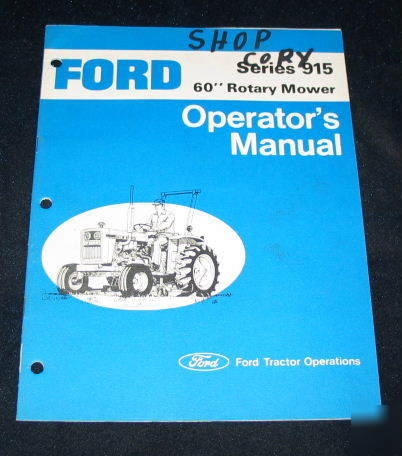 SHOP
COPY
FORD
Series 915
60" Rotary Mower
Operator's
Manual
Ford
Ford Tractor Operations